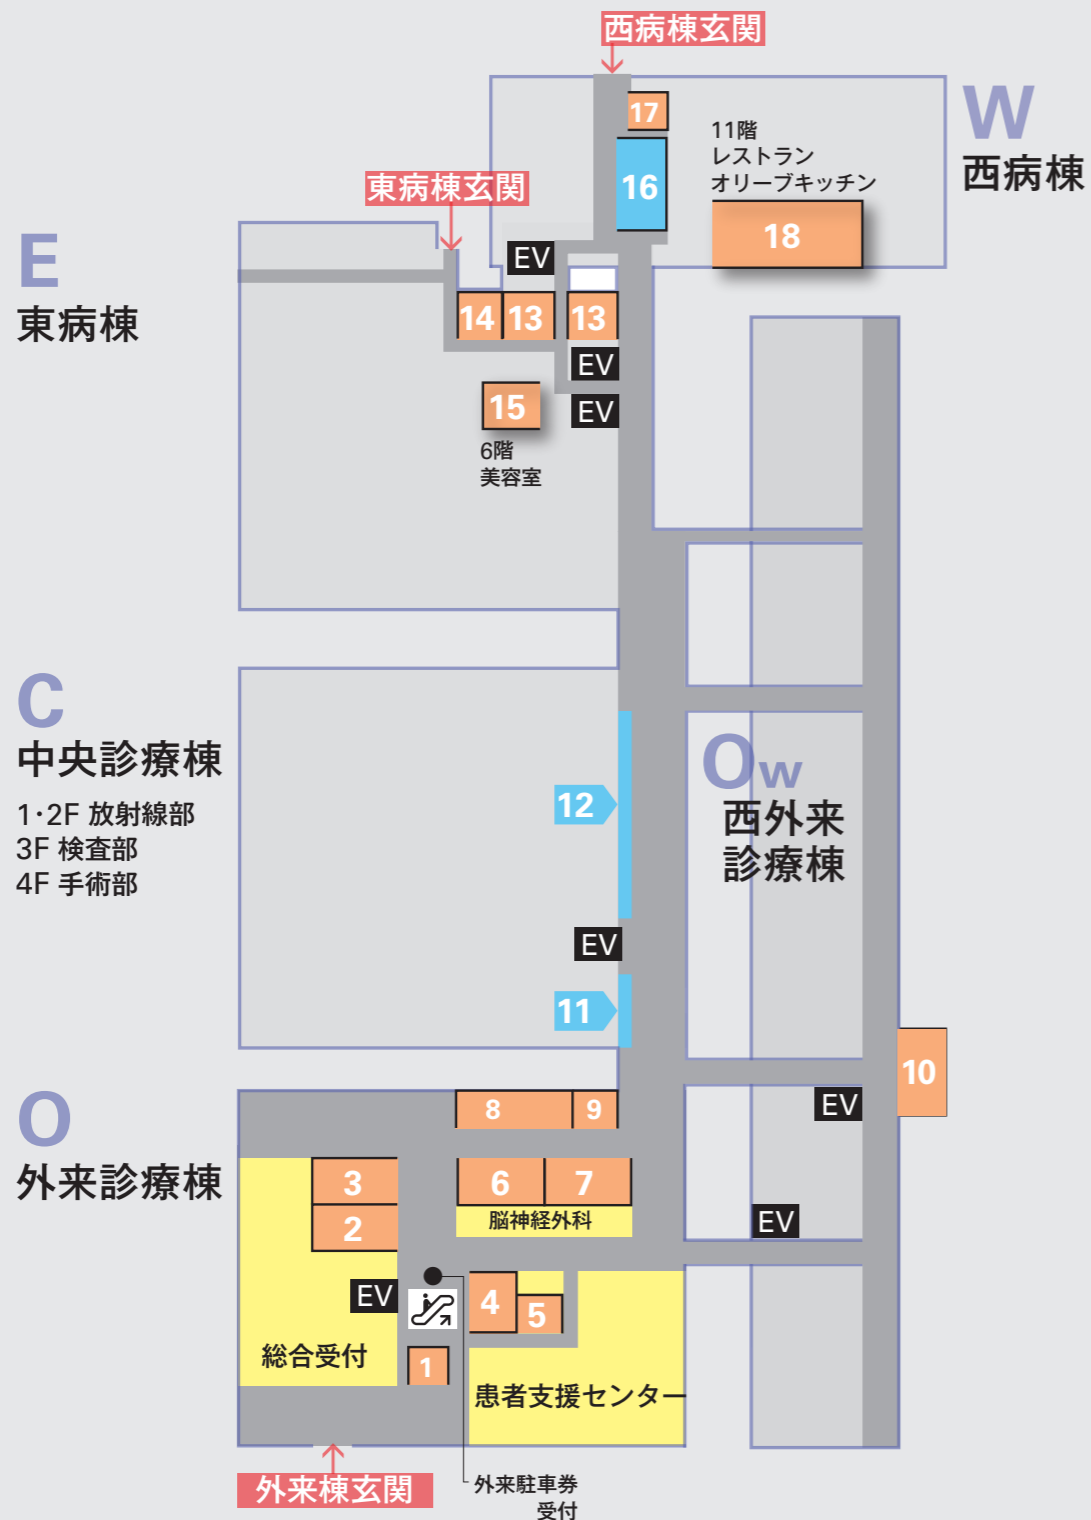 西病棟玄関
W
西病棟
17
11階
レストラン
オリーブキッチン
16
18
東病棟玄関
E
東病棟
EV
14
13
13
EV
EV
15
6階
美容室
C
中央診療棟
1・2F 放射線部
3F 検査部
4F 手術部
Ow
西外来
診療棟
12
EV
11
10
EV
O
外来診療棟
8
9
3
6
7
2
脳神経外科
EV
EV
4
5
総合受付
1
患者支援センター
外来棟玄関
外来駐車券
受付